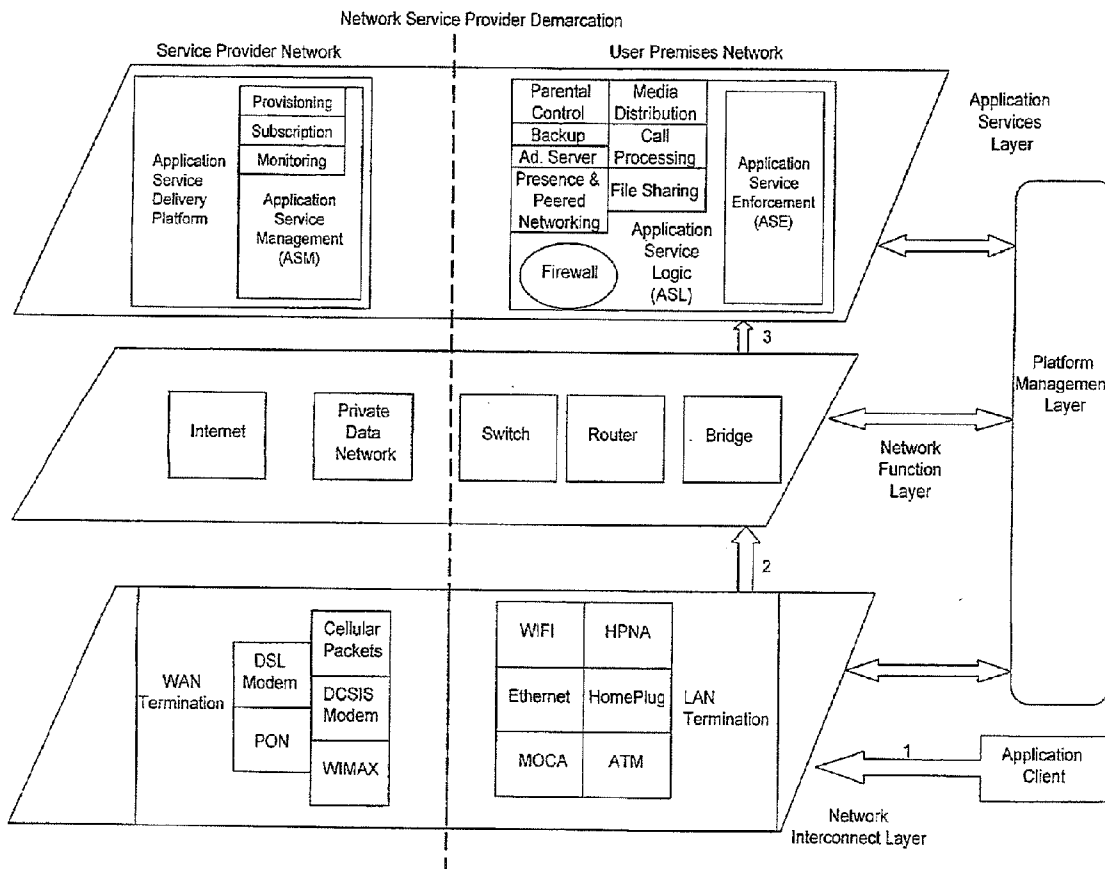 Network Service Provider Demarcation
Service Provider Network
User Premises Network
Provisioning
Subscription
Monitoring
Application
Service
Delivery
Platform
Application
Service
Management
(ASM)
Parental
Control
Media
Distribution
Backup
Ad. Server
Call
Processing
Presence &
Peered
Networking
File Sharing
Application
Service
Logic
(ASL)
Firewall
Application
Service
Enforcement
(ASE)
Application
Services
Layer
3
Internet
Private
Data
Network
Switch
Router
Bridge
Network
Function
Layer
Platform
Management
Layer
2
WAN
Termination
DSL
Modem
PON
Cellular
Packets
DCSIS
Modem
WIMAX
WIFI
HPNA
Ethernet
HomePlug
MOCA
ATM
LAN
Termination
1
Application
Client
Network
Interconnect Layer